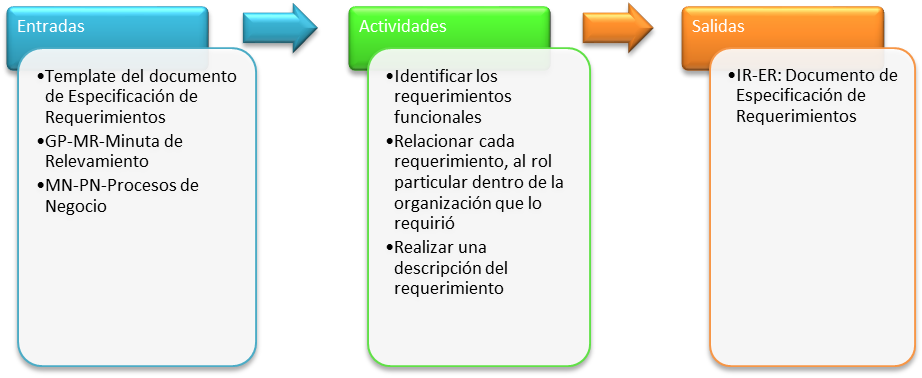 Entradas
•Template del documento
de Especificación de
Requerimientos
•GP-MR-Minuta de
Relevamiento
•MN-PN-Procesos de
Negocio
Actividades
•Identificar los
requerimientos
funcionales
•Relacionar cada
requerimiento, al rol
particular dentro de la
organización que lo
requirió
•Realizar una
descripción del
requerimiento
Salidas
•IR-ER: Documento de
Especificación de
Requerimientos